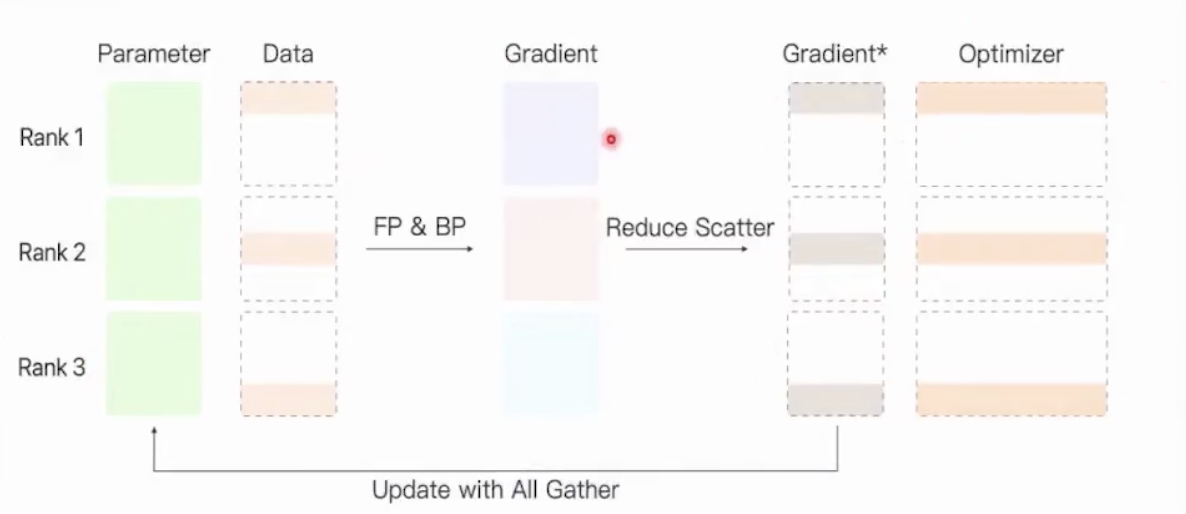 Parameter Data Gradient Gradient* Optimizer
Rank 1
FP & BP Reduce Scatter
Rank 2
Rank 3
Update with All Gather